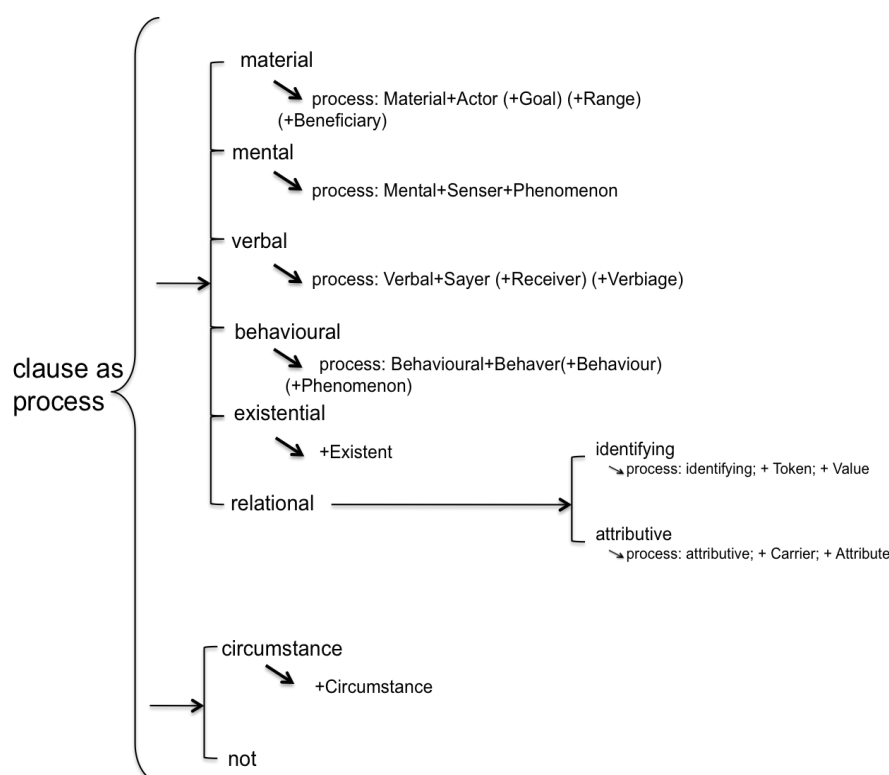 material
process: Material+Actor (+Goal) (+Range)
(+Beneficiary)
mental
process: Mental+Senser+Phenomenon
verbal
process: Verbal+Sayer (+Receiver) (+Verbiage)
behavioural
process: Behavioural+Behaver(+Behaviour)
(+Phenomenon)
clause as
process
existential
+Existent
relational
identifying
process: identifying; + Token; + Value
attributive
process: attributive; + Carrier; + Attribute
circumstance
+Circumstance
not